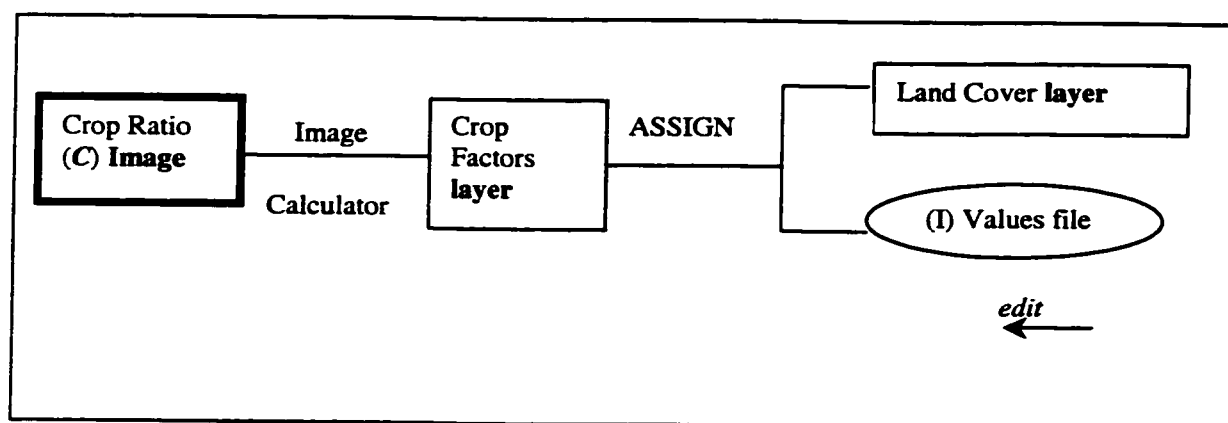 Crop Ratio
(C) Image
Image
Calculator
Crop
Factors
layer
ASSIGN
Land Cover layer
(I) Values file
edit